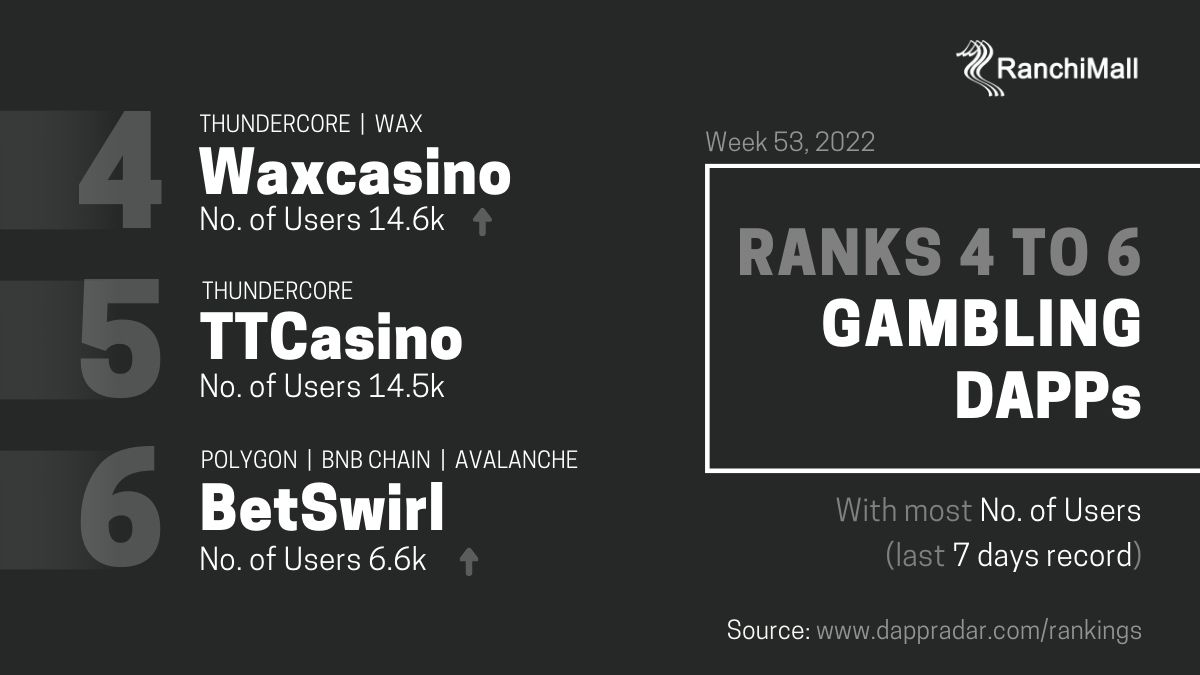 RanchiMall
4
THUNDERCORE | WAX
Waxcasino
No. of Users 14.6k
5
THUNDERCORE
TTCasino
No. of Users 14.5k
6
POLYGON | BNB CHAIN | AVALANCHE
BetSwirl
No. of Users 6.6k
Week 53, 2022
RANKS 4 TO 6
GAMBLING
DAPPs
With most No. of Users
(last 7 days record)
Source: www.dappradar.com/rankings